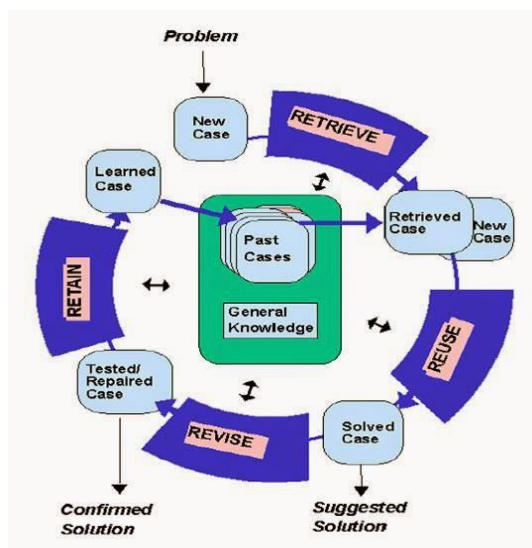 Problem
New
Case
RETRIEVE
Learned
Case
Past
Cases
Retrieved
Case
New
Case
General
Knowledge
RETAIN
REUSE
Tested/
Repaired
Case
REVISE
Solved
Case
Confirmed
Solution
Suggested
Solution